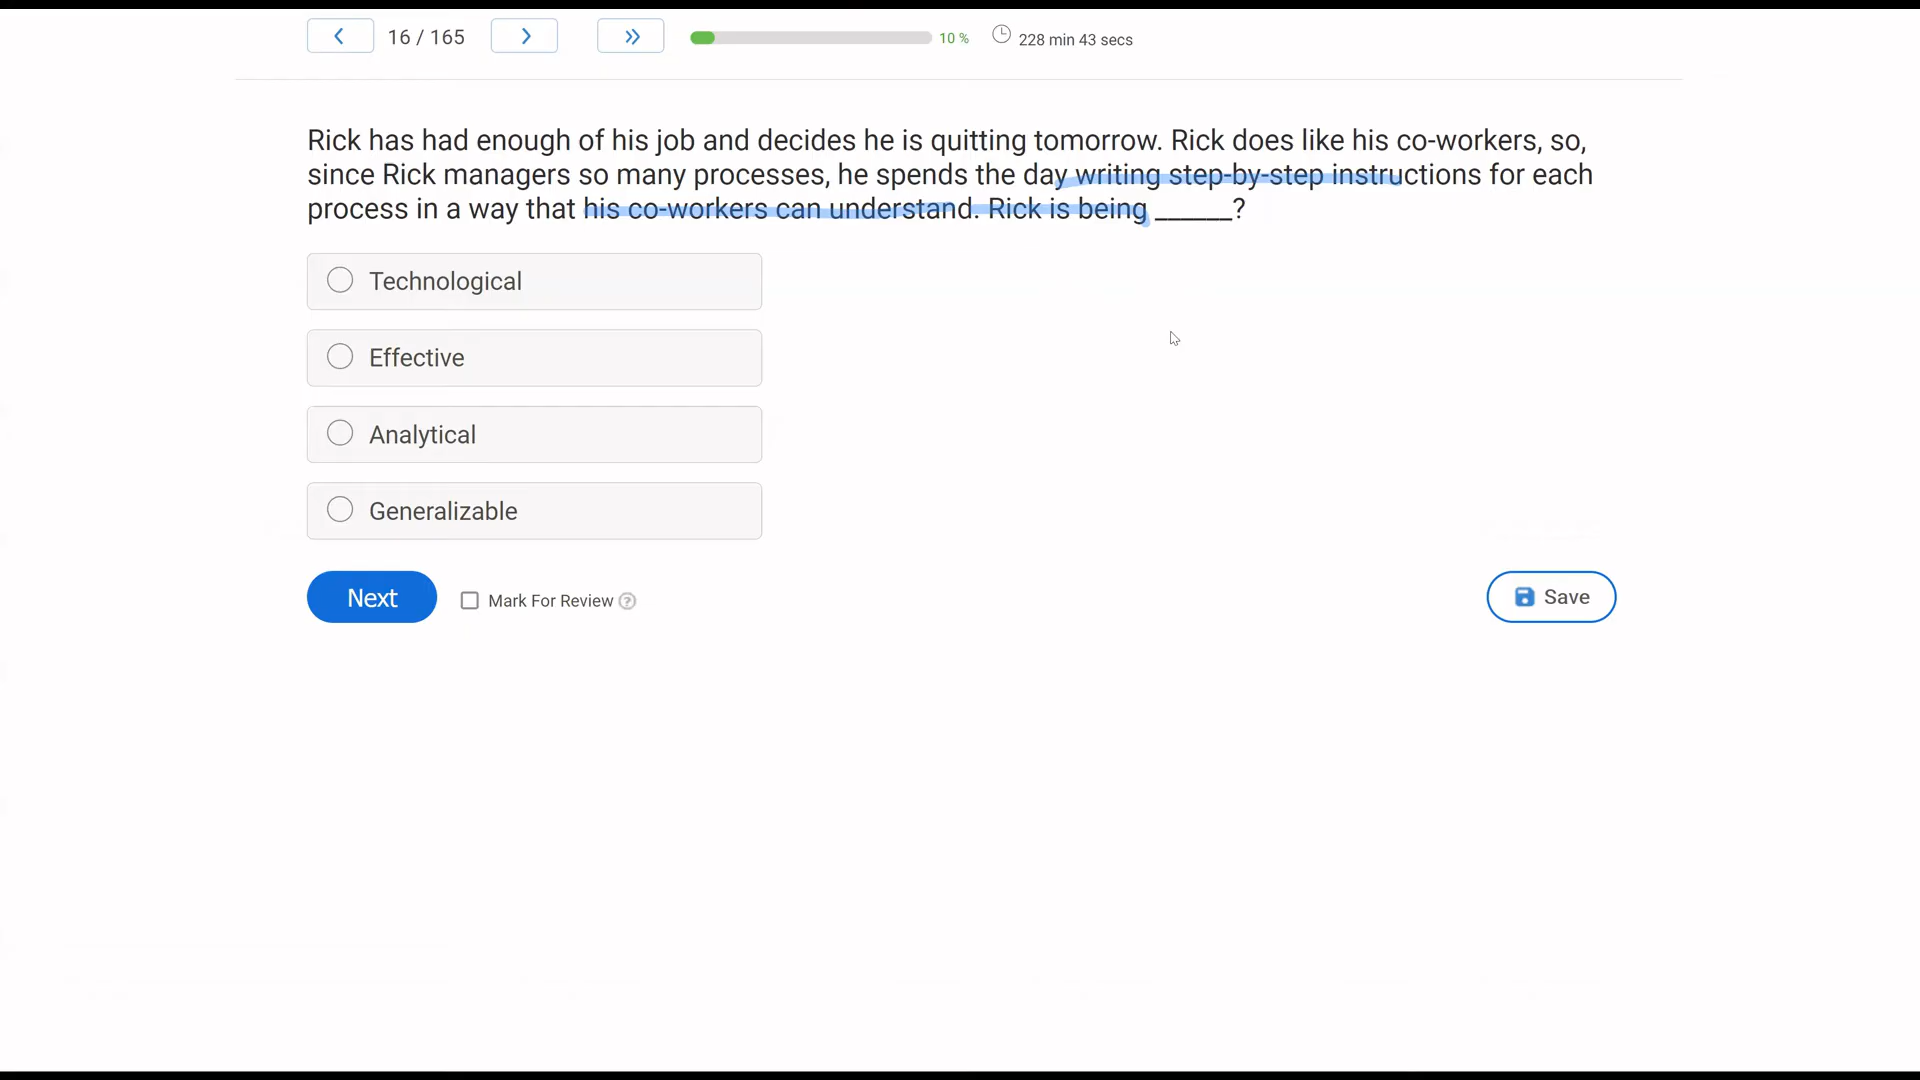 16 / 165
10 %
228 min 43 secs
Rick has had enough of his job and decides he is quitting tomorrow. Rick does like his co-workers, so,
since Rick managers so many processes, he spends the day writing step-by-step instructions for each
process in a way that his co-workers can understand. Rick is being ______?
Technological
Effective
Analytical
Generalizable
Next
Mark For Review ?
Save